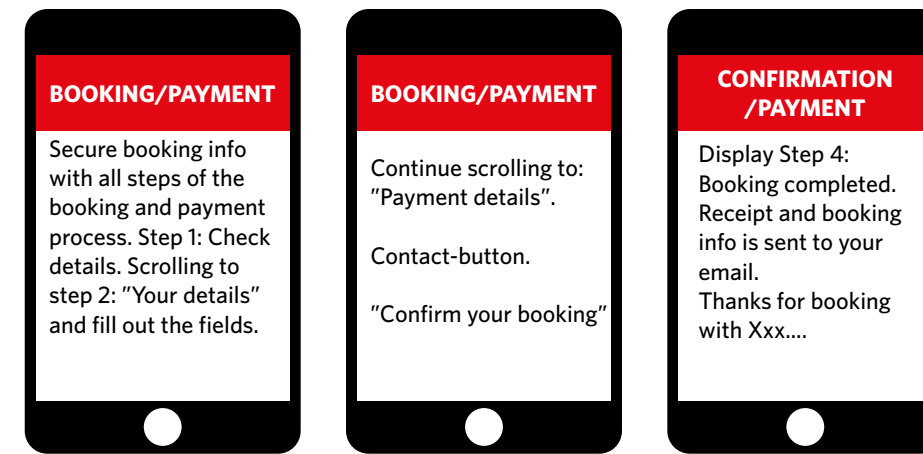 BOOKING/PAYMENT
Secure booking info
with all steps of the
booking and payment
process. Step 1: Check
details. Scrolling to
step 2: ”Your details”
and fill out the fields.
BOOKING/PAYMENT
Continue scrolling to:
”Payment details”.
Contact-button.
”Confirm your booking”
CONFIRMATION
/PAYMENT
Display Step 4:
Booking completed.
Receipt and booking
info is sent to your
email.
Thanks for booking
with Xxx....